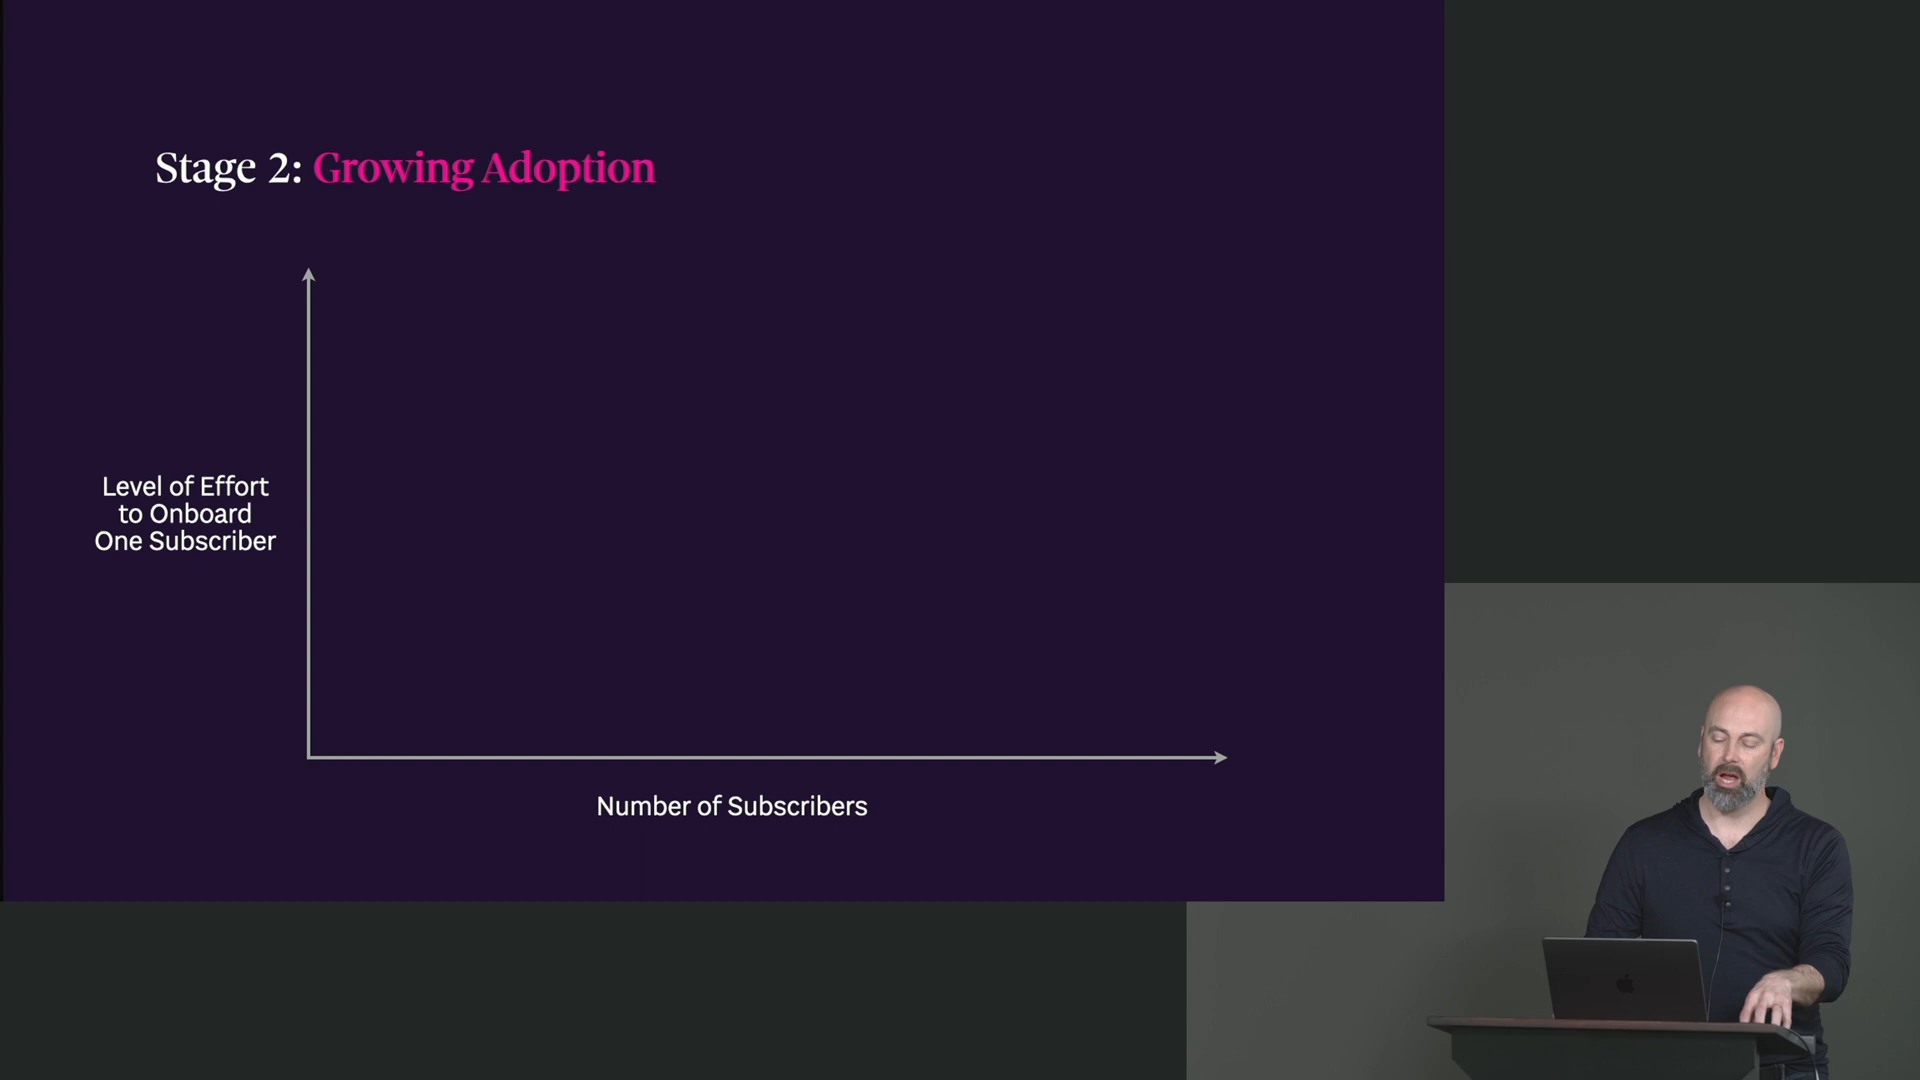 Stage 2: Growing Adoption
Level of Effort
to Onboard
One Subscriber
Number of Subscribers